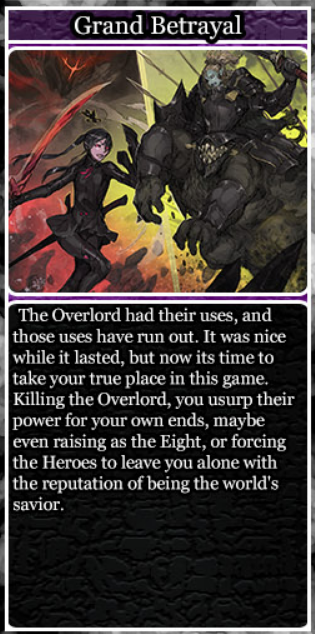 Grand Betrayal
The Overlord had their uses, and
those uses have run out. It was nice
while it lasted, but now its time to
take your true place in this game.
Killing the Overlord, you usurp their
power for your own ends, maybe
even raising as the Eight, or forcing
the Heroes to leave you alone with
the reputation of being the world's
savior.